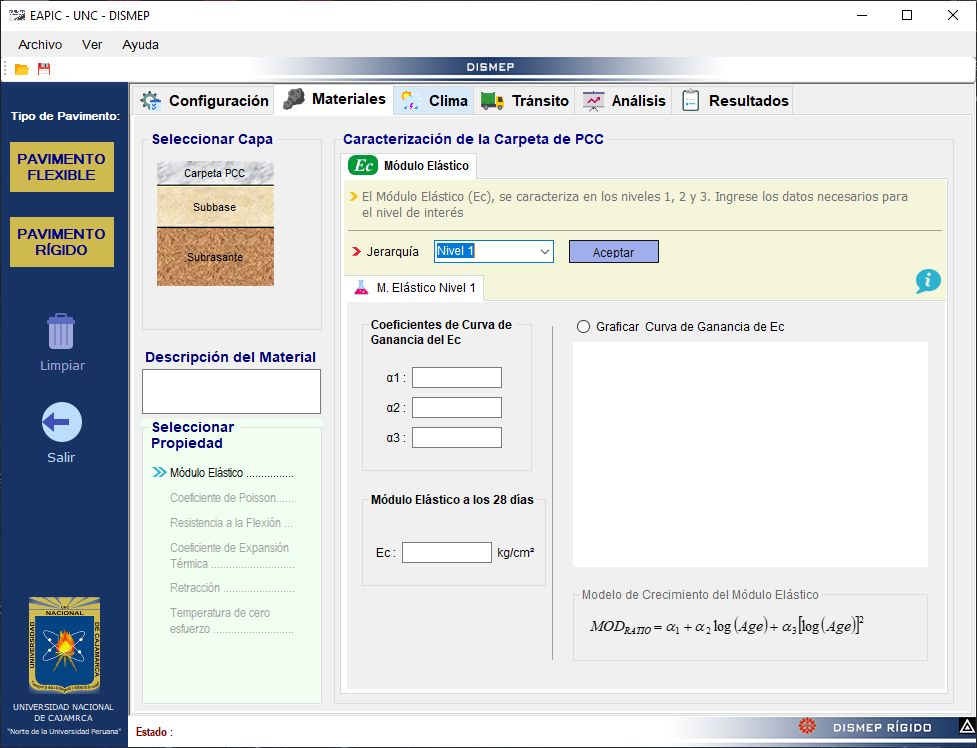 EAPIC - UNC - DISMEP
Archivo Ver Ayuda
DISMEP
Tipo de Pavimento:
PAVIMENTO
FLEXIBLE
PAVIMENTO
RÍGIDO
Limpiar
Salir
UNC
NACIONAL
UNIVERSIDAD
DE CAJAMARCA
UNIVERSIDAD NACIONAL
DE CAJAMRCA
"Norte de la Universidad Peruana"
Configuración Materiales Clima Tránsito Análisis Resultados
Seleccionar Capa
Carpeta PCC
Subbase
Subrasante
Descripción del Material
Seleccionar
Propiedad
Módulo Elástico ...............
Coeficiente de Poisson......
Resistencia a la Flexión ...
Coeficiente de Expansión
Térmica ..........................
Retracción ......................
Temperatura de cero
esfuerzo .........................
Caracterización de la Carpeta de PCC
Ec Módulo Elástico
El Módulo Elástico (Ec), se caracteriza en los niveles 1, 2 y 3. Ingrese los datos necesarios para
el nivel de interés
Jerarquía Nivel 1 Aceptar
i
M. Elástico Nivel 1
Coeficientes de Curva de
Ganancia del Ec
α1 :
α2 :
α3 :
Módulo Elástico a los 28 días
Ec : kg/cm²
Graficar Curva de Ganancia de Ec
Modelo de Crecimiento del Módulo Elástico
MOD_RATIO = α₁ + α₂ log(Age) + α₃[log(Age)]²
Estado :
DISMEP RÍGIDO